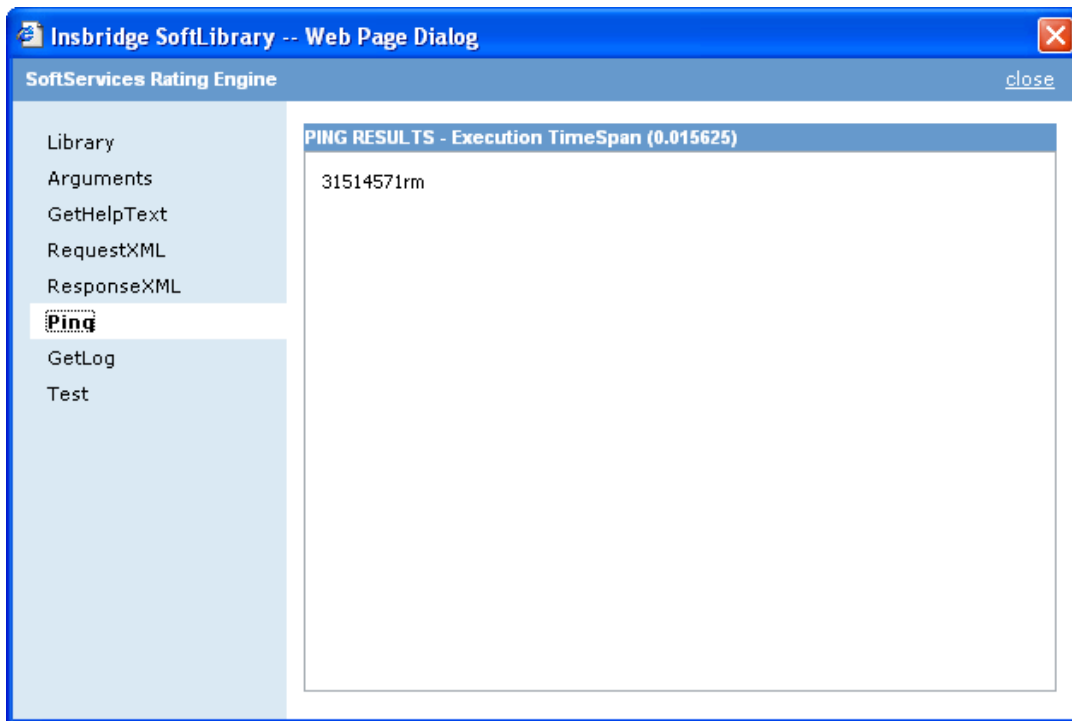 Insbridge SoftLibrary -- Web Page Dialog
SoftServices Rating Engine
close
Library
Arguments
GetHelpText
RequestXML
ResponseXML
Ping
GetLog
Test
PING RESULTS - Execution TimeSpan (0.015625)
31514571rm